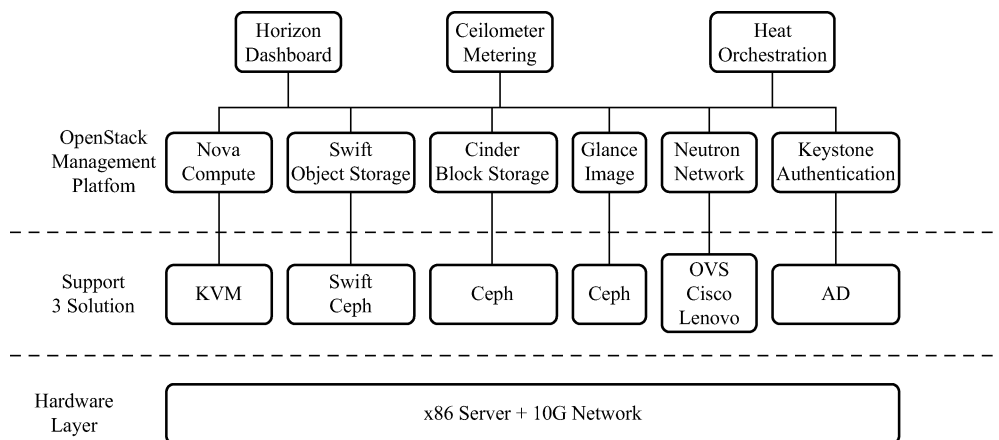 Horizon
Dashboard
Ceilometer
Metering
Heat
Orchestration
OpenStack
Management
Platfom
Nova
Compute
Swift
Object Storage
Cinder
Block Storage
Glance
Image
Neutron
Network
Keystone
Authentication
Support
3 Solution
KVM
Swift
Ceph
Ceph
Ceph
OVS
Cisco
Lenovo
AD
Hardware
Layer
x86 Server + 10G Network